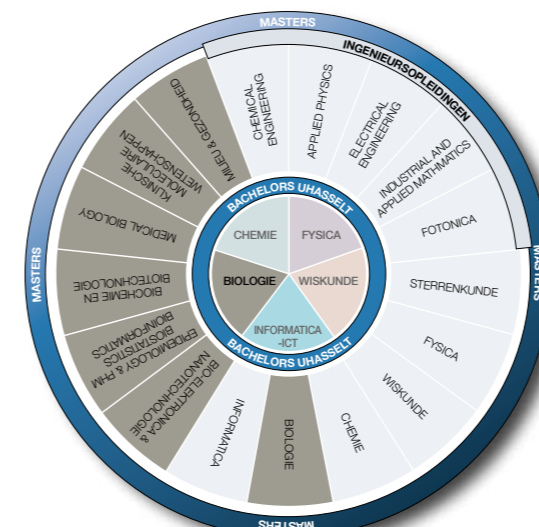 MASTERS
INGENIEURSOPLEIDINGEN
CHEMICAL
ENGINEERING
APPLIED PHYSICS
ELECTRICAL
ENGINEERING
INDUSTRIAL AND
APPLIED MATHMATICS
FOTONICA
STERRENKUNDE
MASTERS
FYSICA
WISKUNDE
CHEMIE
BIOLOGIE
MASTERS
INFORMATICA
BIO-ELEKTRONICA &
NANOTECHNOLOGIE
EPIDEMIOLOGY & PHM
BIOSTATISTICS
BIOINFORMATICS
BIOCHEMIE EN
BIOTECHNOLOGIE
MASTERS
MEDICAL BIOLOGY
KLINISCHE
MOLECULAIRE
WETENSCHAPPEN
MILIEU & GEZONDHEID
BACHELORS UHASSELT
CHEMIE
FYSICA
BIOLOGIE
WISKUNDE
INFORMATICA
-ICT
BACHELORS UHASSELT